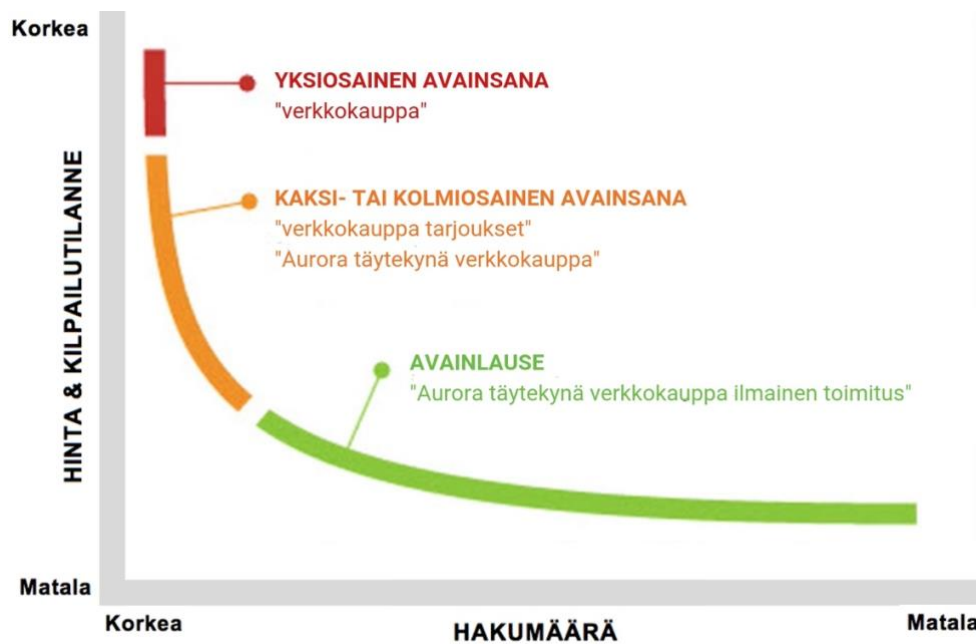 Korkea
YKSIOSAINEN AVAINSANA
"verkkokauppa"
KAKSI- TAI KOLMIOSAINEN AVAINSANA
"verkkokauppa tarjoukset"
"Aurora täytekynä verkkokauppa"
HINTA & KILPAILUTILANNE
AVAINLAUSE
"Aurora täytekynä verkkokauppa ilmainen toimitus"
Matala
Korkea
HAKUMÄÄRÄ
Matala